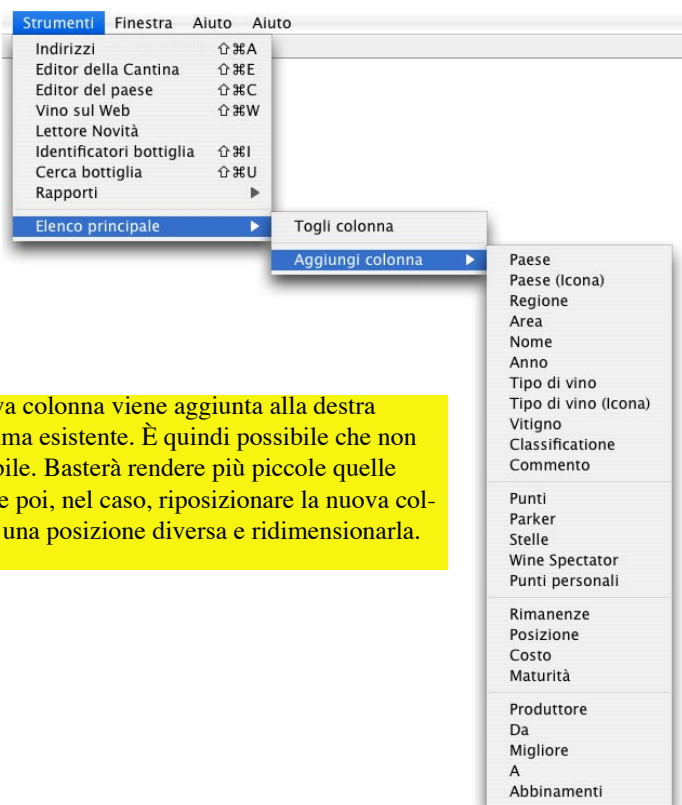 Strumenti Finestra Aiuto Aiuto
Indirizzi ⇧⌘A
Editor della Cantina ⇧⌘E
Editor del paese ⇧⌘C
Vino sul Web ⇧⌘W
Lettore Novità
Identificatori bottiglia ⇧⌘I
Cerca bottiglia ⇧⌘U
Rapporti
Elenco principale
Togli colonna
Aggiungi colonna
Paese
Paese (Icona)
Regione
Area
Nome
Anno
Tipo di vino
Tipo di vino (Icona)
Vitigno
Classificatione
Commento
Punti
Parker
Stelle
Wine Spectator
Punti personali
Rimanenze
Posizione
Costo
Maturità
Produttore
Da
Migliore
A
Abbinamenti
va colonna viene aggiunta alla destra
ma esistente. È quindi possibile che non
bile. Basterà rendere più piccole quelle
e poi, nel caso, riposizionare la nuova col-
una posizione diversa e ridimensionarla.